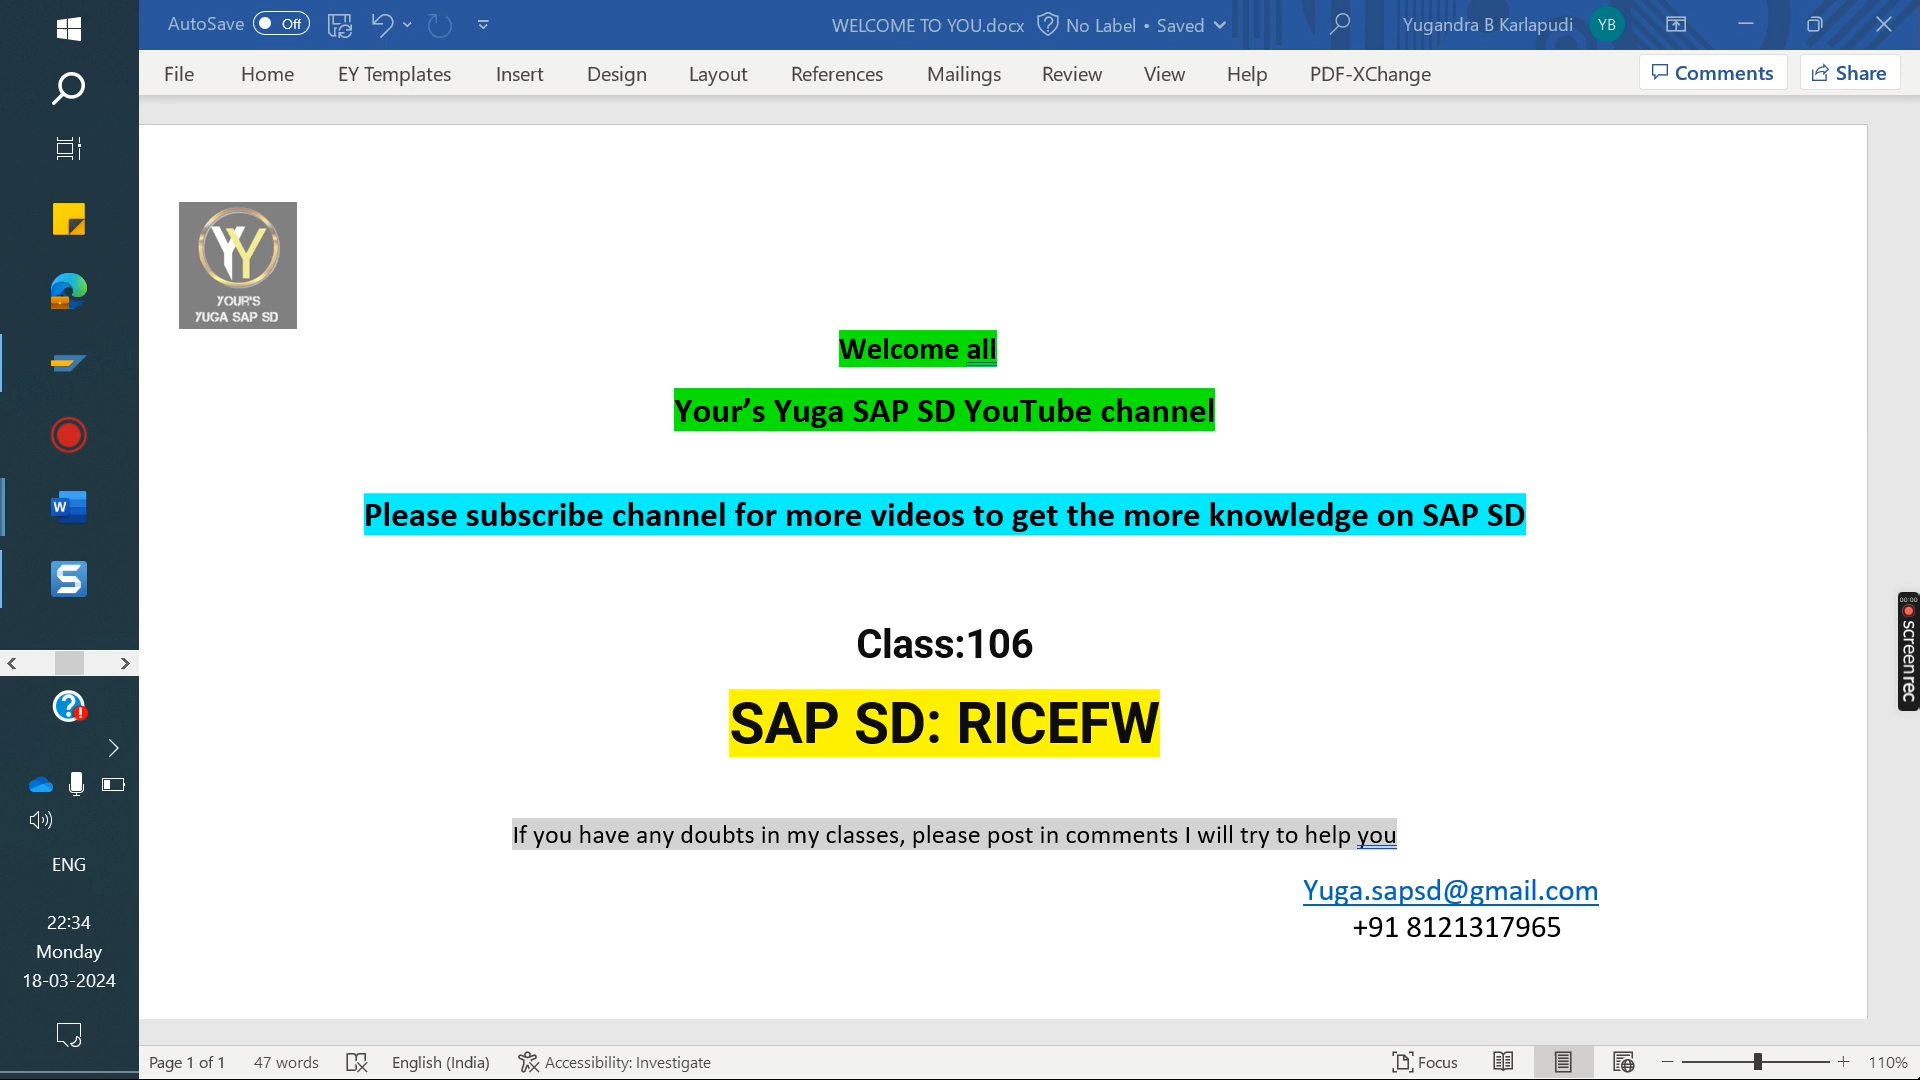 AutoSave Off
WELCOME TO YOU.docx No Label • Saved
Yugandra B Karlapudi YB
File Home EY Templates Insert Design Layout References Mailings Review View Help PDF-XChange Comments Share
YY
YOUR'S
YUGA SAP SD
Welcome all
Your’s Yuga SAP SD YouTube channel
Please subscribe channel for more videos to get the more knowledge on SAP SD
Class:106
SAP SD: RICEFW
If you have any doubts in my classes, please post in comments I will try to help you
Yuga.sapsd@gmail.com
+91 8121317965
00:00
screenrec
ENG
22:34
Monday
18-03-2024
Page 1 of 1 47 words English (India) Accessibility: Investigate Focus 110%